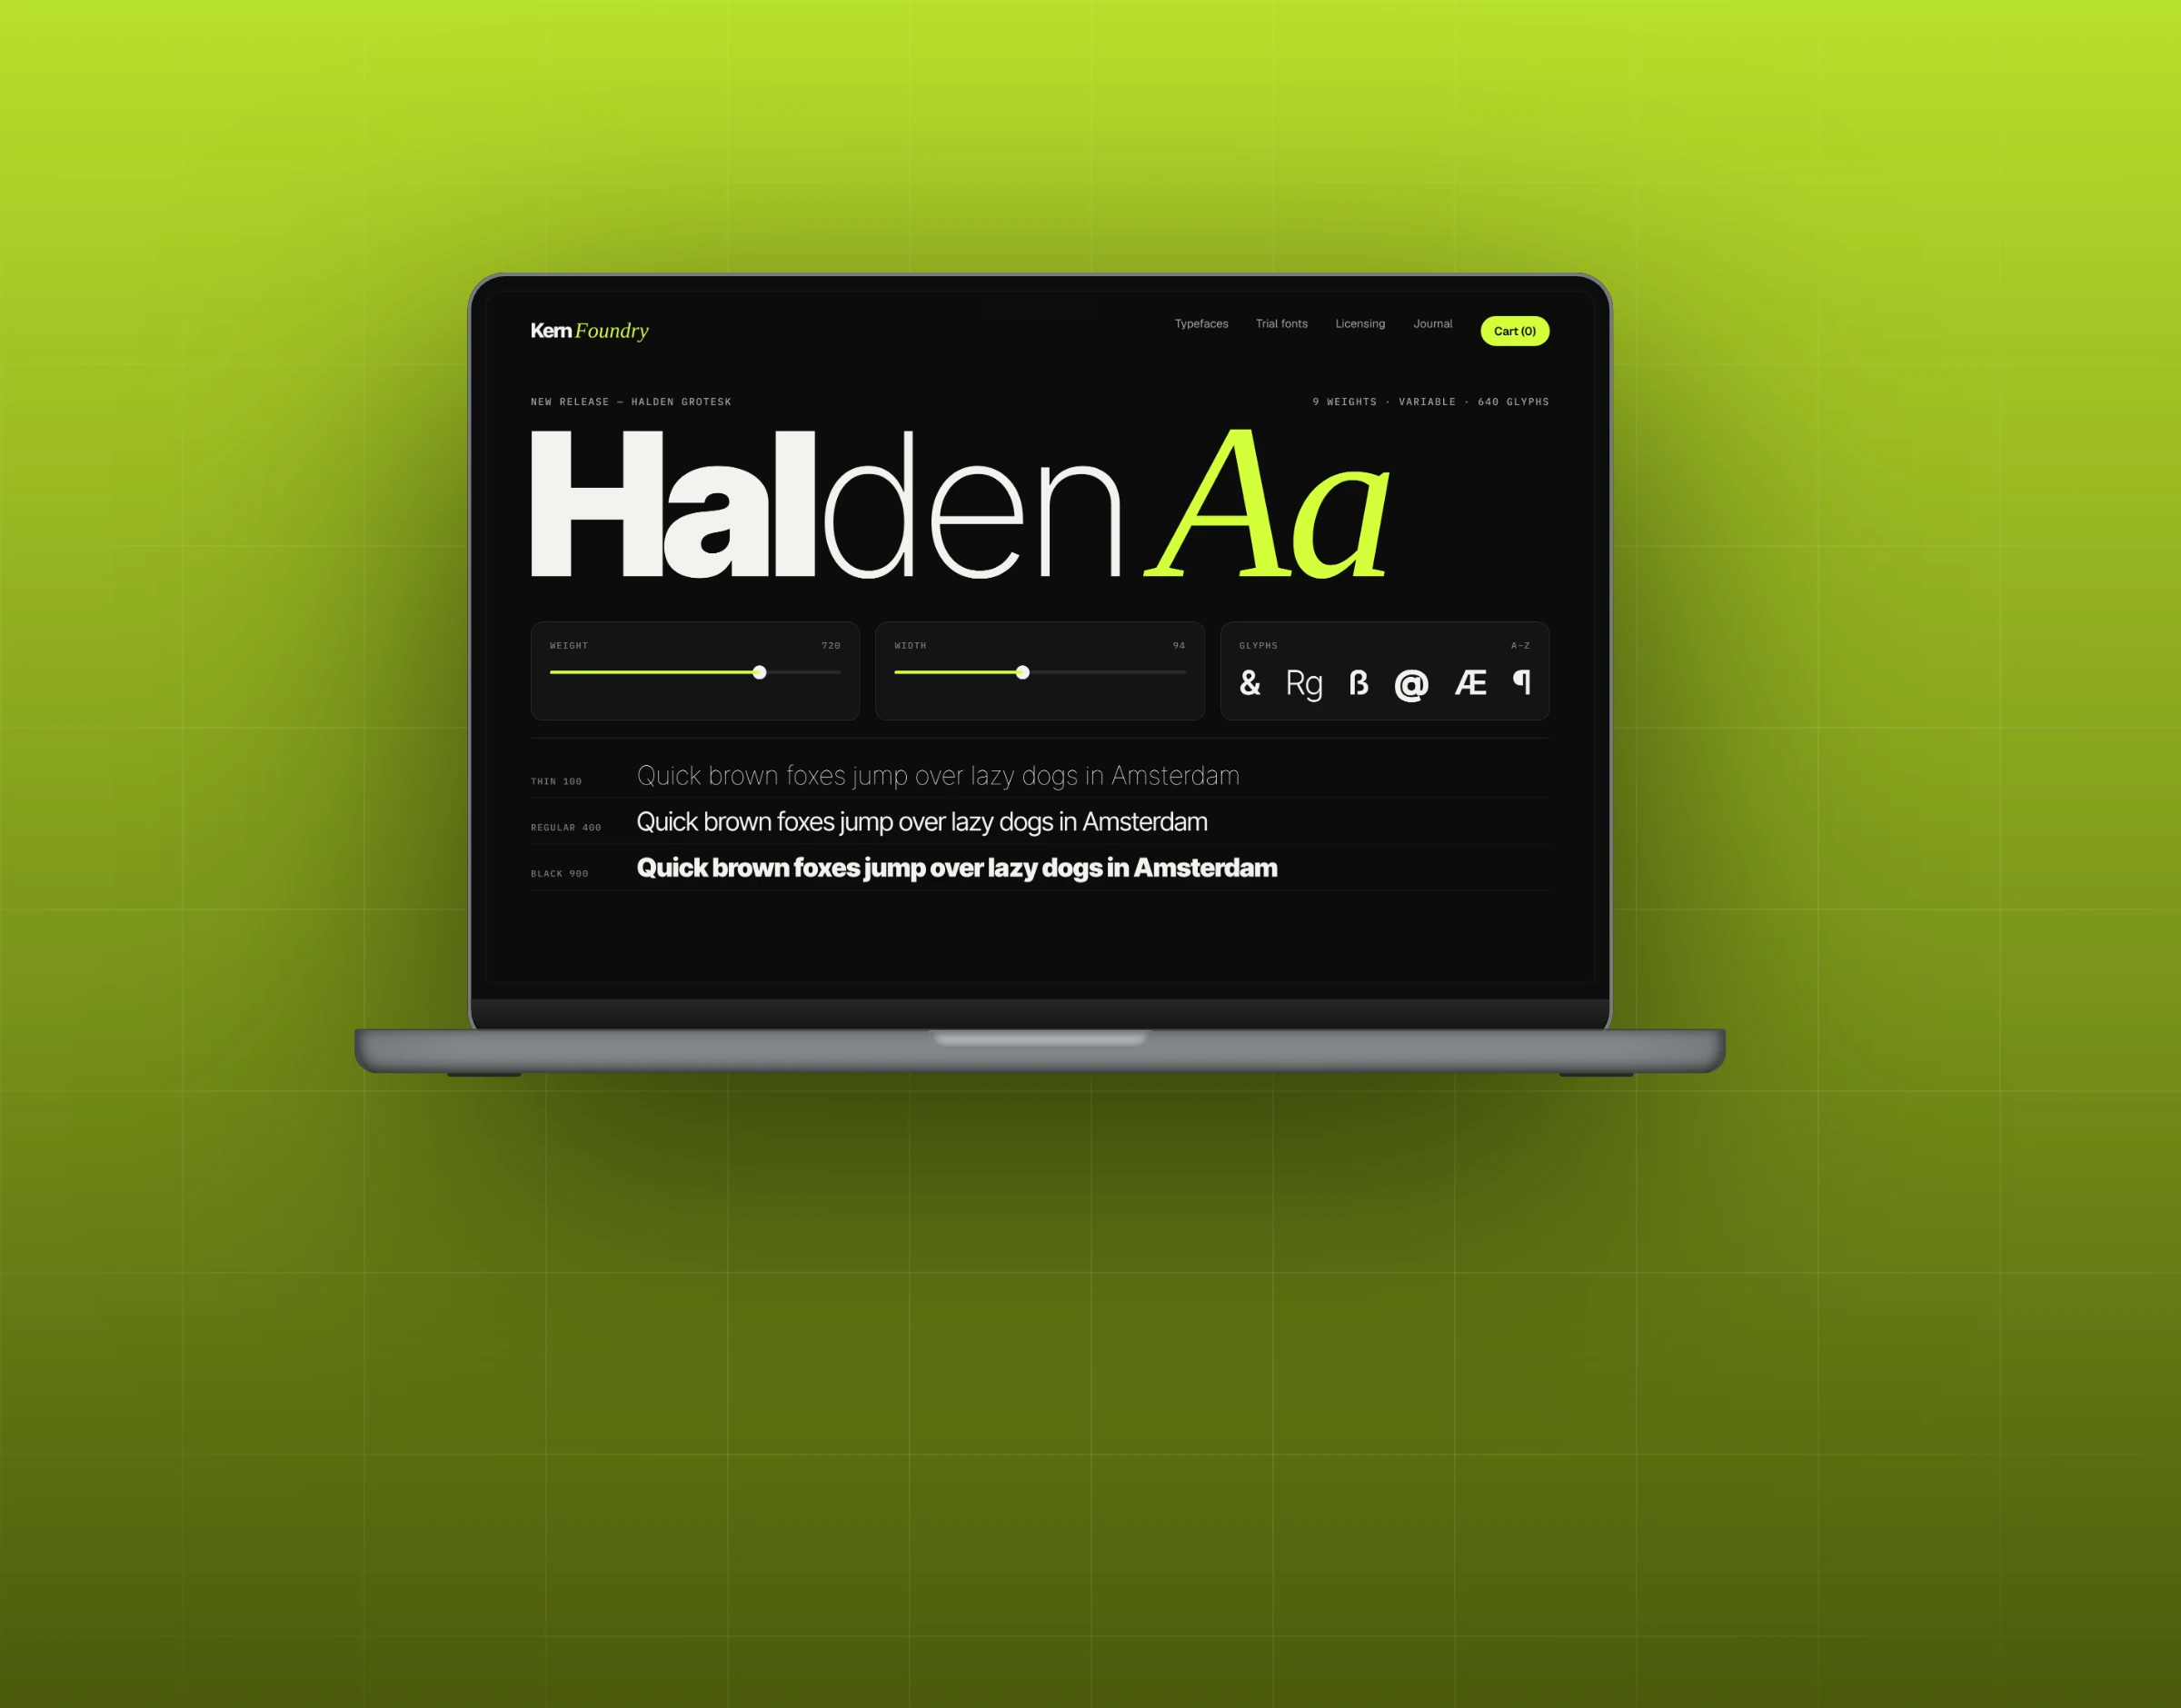 Kern Foundry
Typefaces Trial fonts Licensing Journal Cart (0)
NEW RELEASE — HALDEN GROTESK
9 WEIGHTS · VARIABLE · 640 GLYPHS
Halden Aa
WEIGHT 720
WIDTH 94
GLYPHS A–Z
& Rg ß @ Æ ¶
THIN 100 Quick brown foxes jump over lazy dogs in Amsterdam
REGULAR 400 Quick brown foxes jump over lazy dogs in Amsterdam
BLACK 900 Quick brown foxes jump over lazy dogs in Amsterdam